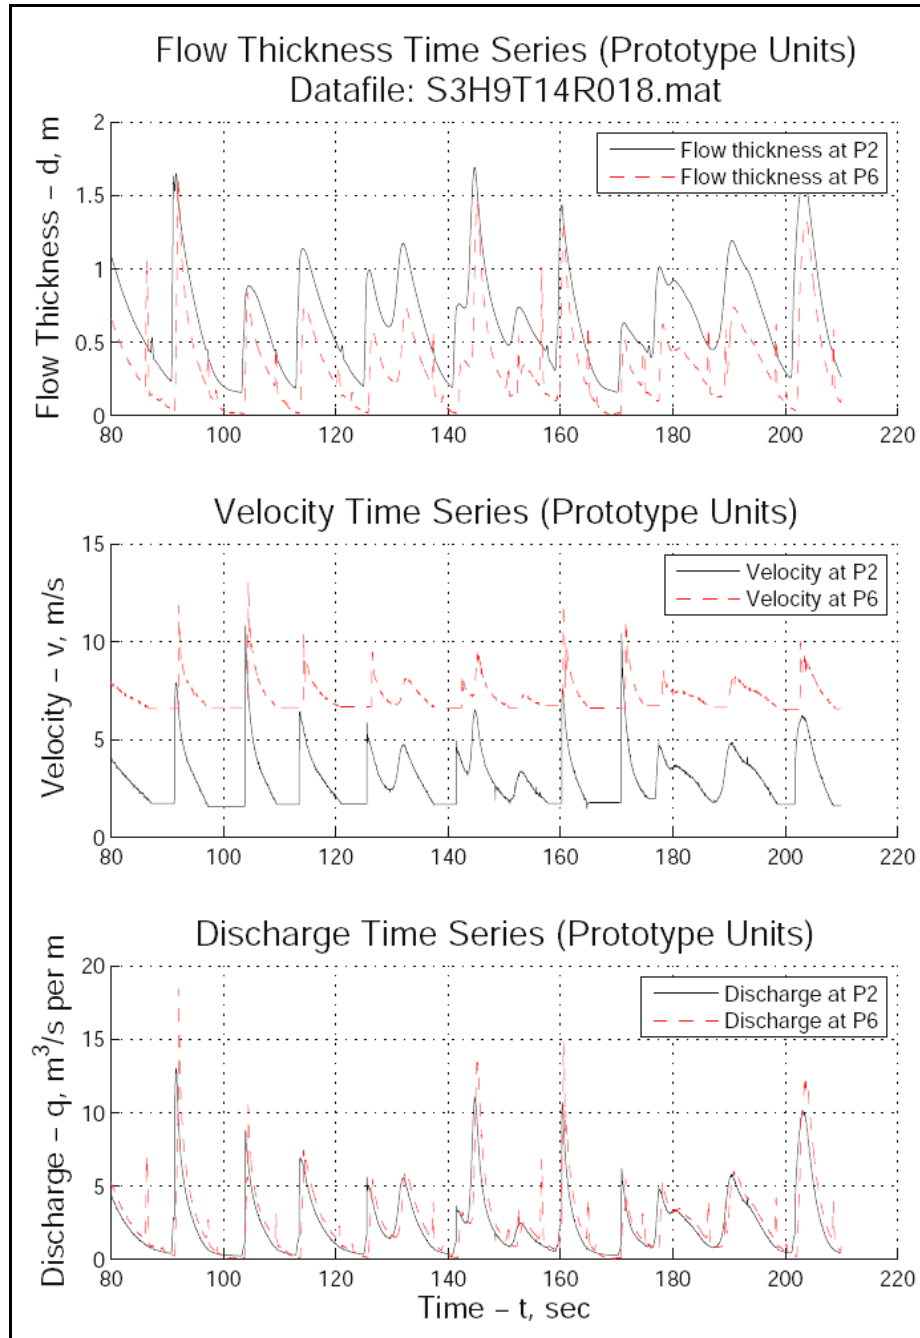 Flow Thickness Time Series (Prototype Units)
Datafile: S3H9T14R018.mat
Flow Thickness – d, m
2
1.5
1
0.5
0
Flow thickness at P2
Flow thickness at P6
80 100 120 140 160 180 200 220
Velocity Time Series (Prototype Units)
Velocity – v, m/s
15
10
5
0
Velocity at P2
Velocity at P6
80 100 120 140 160 180 200 220
Discharge Time Series (Prototype Units)
Discharge – q, m³/s per m
20
15
10
5
0
Discharge at P2
Discharge at P6
80 100 120 140 160 180 200 220
Time – t, sec